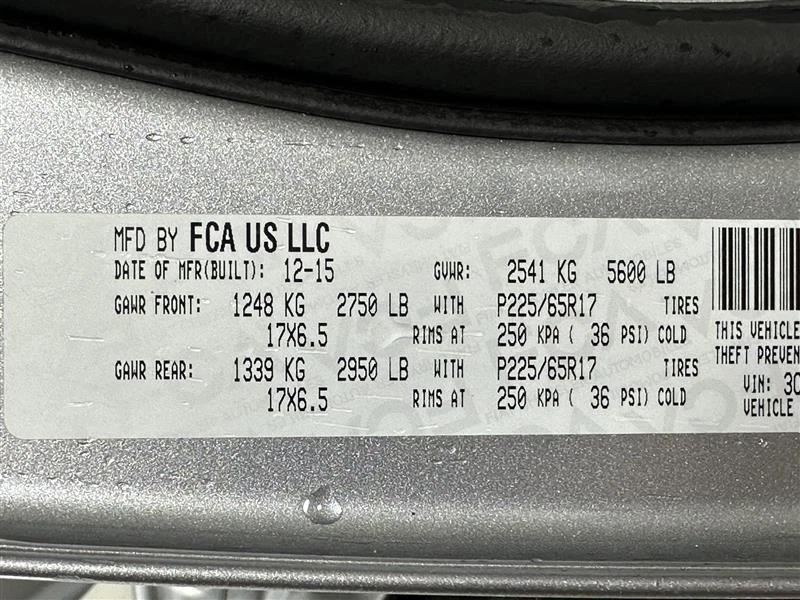 MFD BY FCA US LLC
DATE OF MFR(BUILT): 12-15 GVWR: 2541 KG 5600 LB
GAWR FRONT: 1248 KG 2750 LB WITH P225/65R17 TIRES
17X6.5 RIMS AT 250 KPA ( 36 PSI) COLD
GAWR REAR: 1339 KG 2950 LB WITH P225/65R17 TIRES
17X6.5 RIMS AT 250 KPA ( 36 PSI) COLD
THIS VEHICLE
THEFT PREVEN
VIN: 3C
VEHICLE